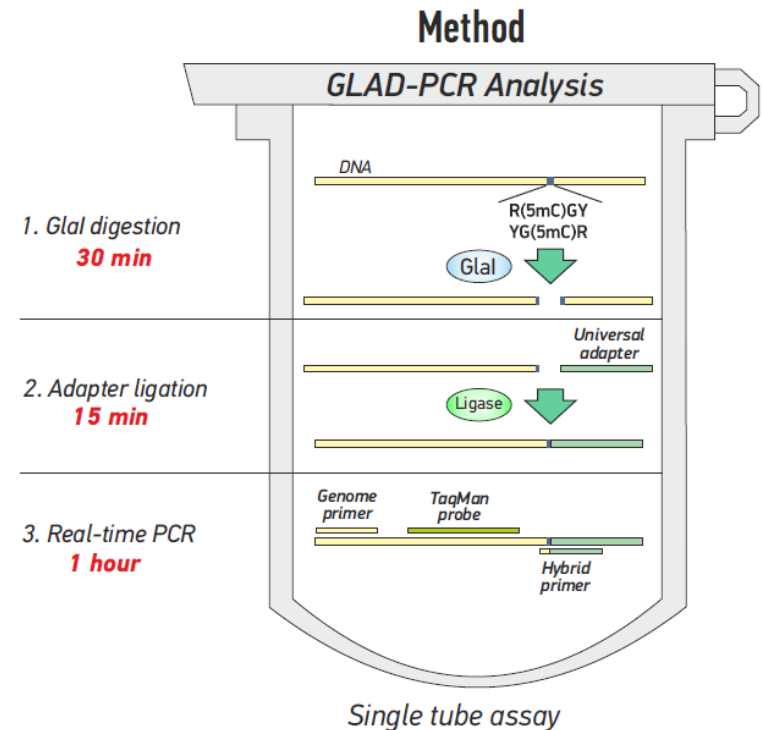 Method
GLAD-PCR Analysis
DNA
R(5mC)GY
YG(5mC)R
1. GlaI digestion
30 min
GlaI
Universal
adapter
2. Adapter ligation
15 min
Ligase
Genome
primer
TaqMan
probe
3. Real-time PCR
1 hour
Hybrid
primer
Single tube assay